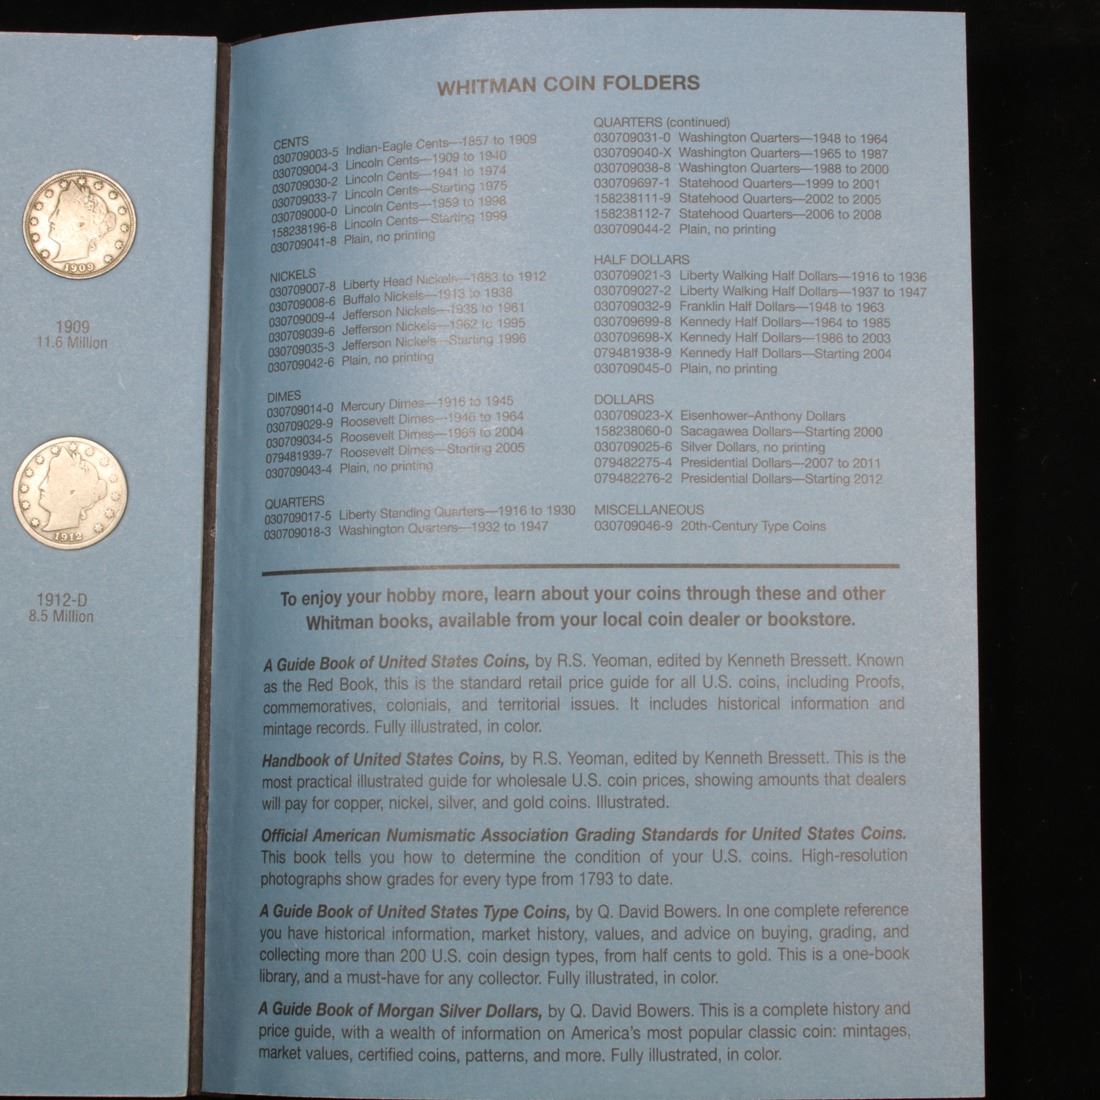 1909
1909
11.6 Million
1912
1912-D
8.5 Million
WHITMAN COIN FOLDERS
CENTS
030709003-5 Indian-Eagle Cents—1857 to 1909
030709004-3 Lincoln Cents—1909 to 1940
030709030-2 Lincoln Cents—1941 to 1974
030709033-7 Lincoln Cents—Starting 1975
030709000-0 Lincoln Cents—1959 to 1998
158238196-8 Lincoln Cents—Starting 1999
030709041-8 Plain, no printing
NICKELS
030709007-8 Liberty Head Nickels—1883 to 1912
030709008-6 Buffalo Nickels—1913 to 1938
030709009-4 Jefferson Nickels—1938 to 1961
030709039-6 Jefferson Nickels—1962 to 1995
030709035-3 Jefferson Nickels—Starting 1996
030709042-6 Plain, no printing
DIMES
030709014-0 Mercury Dimes—1916 to 1945
030709029-9 Roosevelt Dimes—1946 to 1964
030709034-5 Roosevelt Dimes—1965 to 2004
079481939-7 Roosevelt Dimes—Starting 2005
030709043-4 Plain, no printing
QUARTERS
030709017-5 Liberty Standing Quarters—1916 to 1930
030709018-3 Washington Quarters—1932 to 1947
QUARTERS (continued)
030709031-0 Washington Quarters—1948 to 1964
030709040-X Washington Quarters—1965 to 1987
030709038-8 Washington Quarters—1988 to 2000
030709697-1 Statehood Quarters—1999 to 2001
158238111-9 Statehood Quarters—2002 to 2005
158238112-7 Statehood Quarters—2006 to 2008
030709044-2 Plain, no printing
HALF DOLLARS
030709021-3 Liberty Walking Half Dollars—1916 to 1936
030709027-2 Liberty Walking Half Dollars—1937 to 1947
030709032-9 Franklin Half Dollars—1948 to 1963
030709699-8 Kennedy Half Dollars—1964 to 1985
030709698-X Kennedy Half Dollars—1986 to 2003
079481938-9 Kennedy Half Dollars—Starting 2004
030709045-0 Plain, no printing
DOLLARS
030709023-X Eisenhower-Anthony Dollars
158238060-0 Sacagawea Dollars—Starting 2000
030709025-6 Silver Dollars, no printing
079482275-4 Presidential Dollars—2007 to 2011
079482276-2 Presidential Dollars—Starting 2012
MISCELLANEOUS
030709046-9 20th-Century Type Coins
To enjoy your hobby more, learn about your coins through these and other
Whitman books, available from your local coin dealer or bookstore.
A Guide Book of United States Coins, by R.S. Yeoman, edited by Kenneth Bressett. Known
as the Red Book, this is the standard retail price guide for all U.S. coins, including Proofs,
commemoratives, colonials, and territorial issues. It includes historical information and
mintage records. Fully illustrated, in color.
Handbook of United States Coins, by R.S. Yeoman, edited by Kenneth Bressett. This is the
most practical illustrated guide for wholesale U.S. coin prices, showing amounts that dealers
will pay for copper, nickel, silver, and gold coins. Illustrated.
Official American Numismatic Association Grading Standards for United States Coins.
This book tells you how to determine the condition of your U.S. coins. High-resolution
photographs show grades for every type from 1793 to date.
A Guide Book of United States Type Coins, by Q. David Bowers. In one complete reference
you have historical information, market history, values, and advice on buying, grading, and
collecting more than 200 U.S. coin design types, from half cents to gold. This is a one-book
library, and a must-have for any collector. Fully illustrated, in color.
A Guide Book of Morgan Silver Dollars, by Q. David Bowers. This is a complete history and
price guide, with a wealth of information on America's most popular classic coin: mintages,
market values, certified coins, patterns, and more. Fully illustrated, in color.